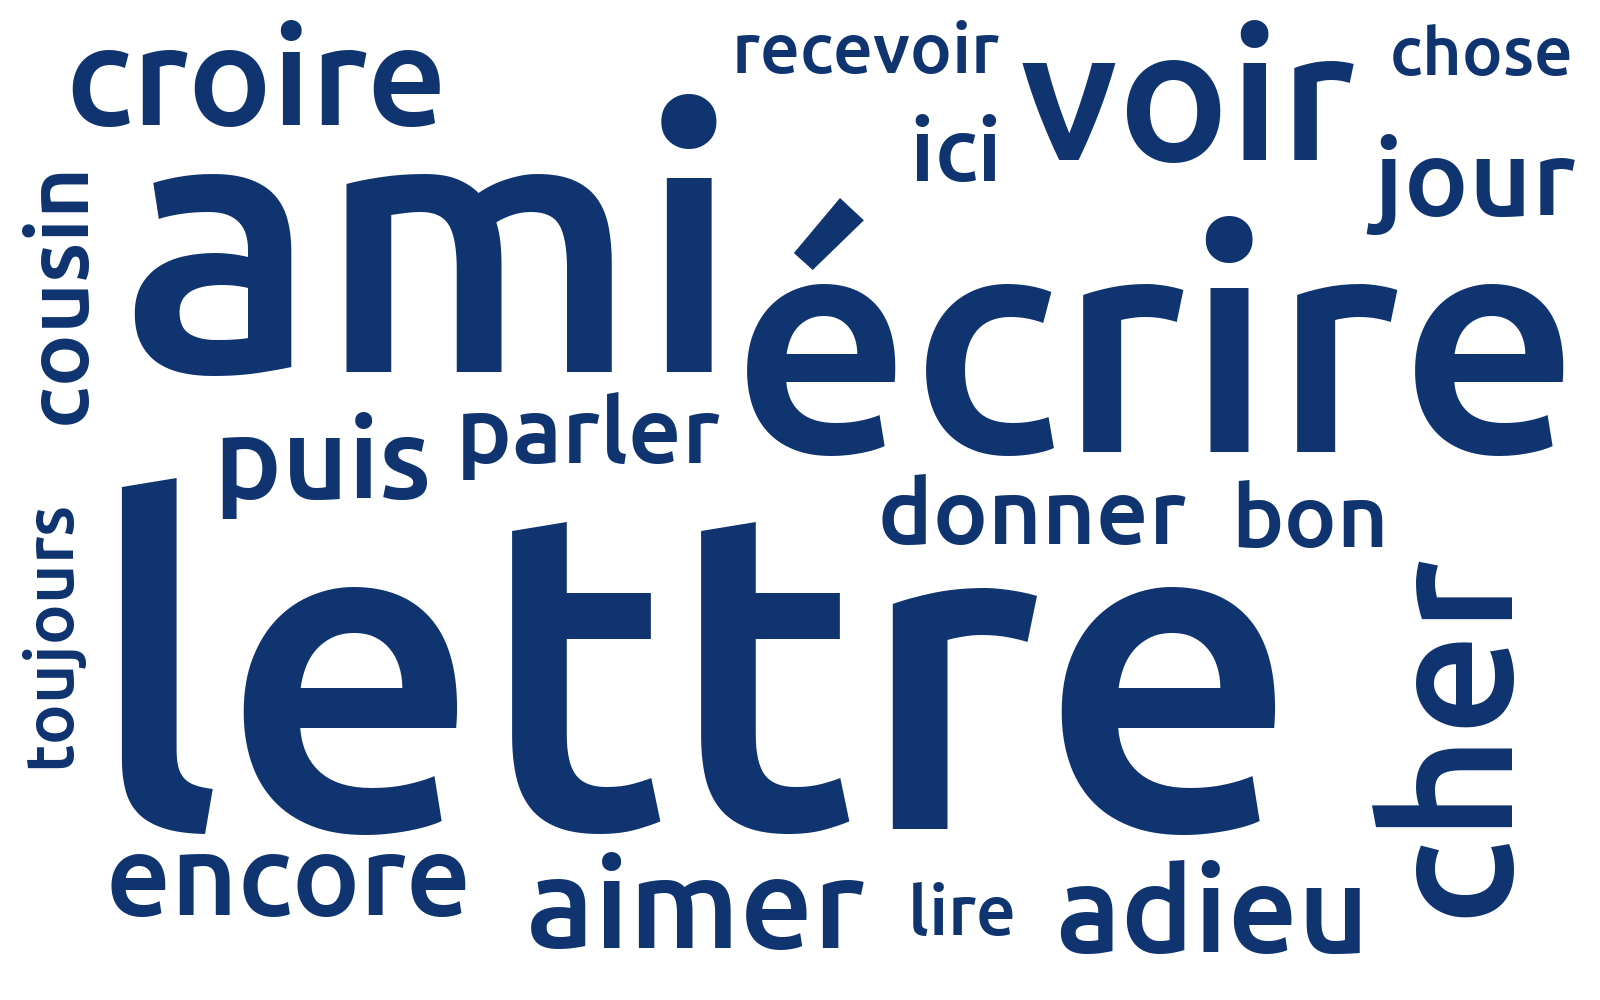 croire
recevoir
voir
chose
ici
jour
ami
cousin
écrire
puis
parler
donner
bon
toujours
lettre
cher
encore
aimer
lire
adieu